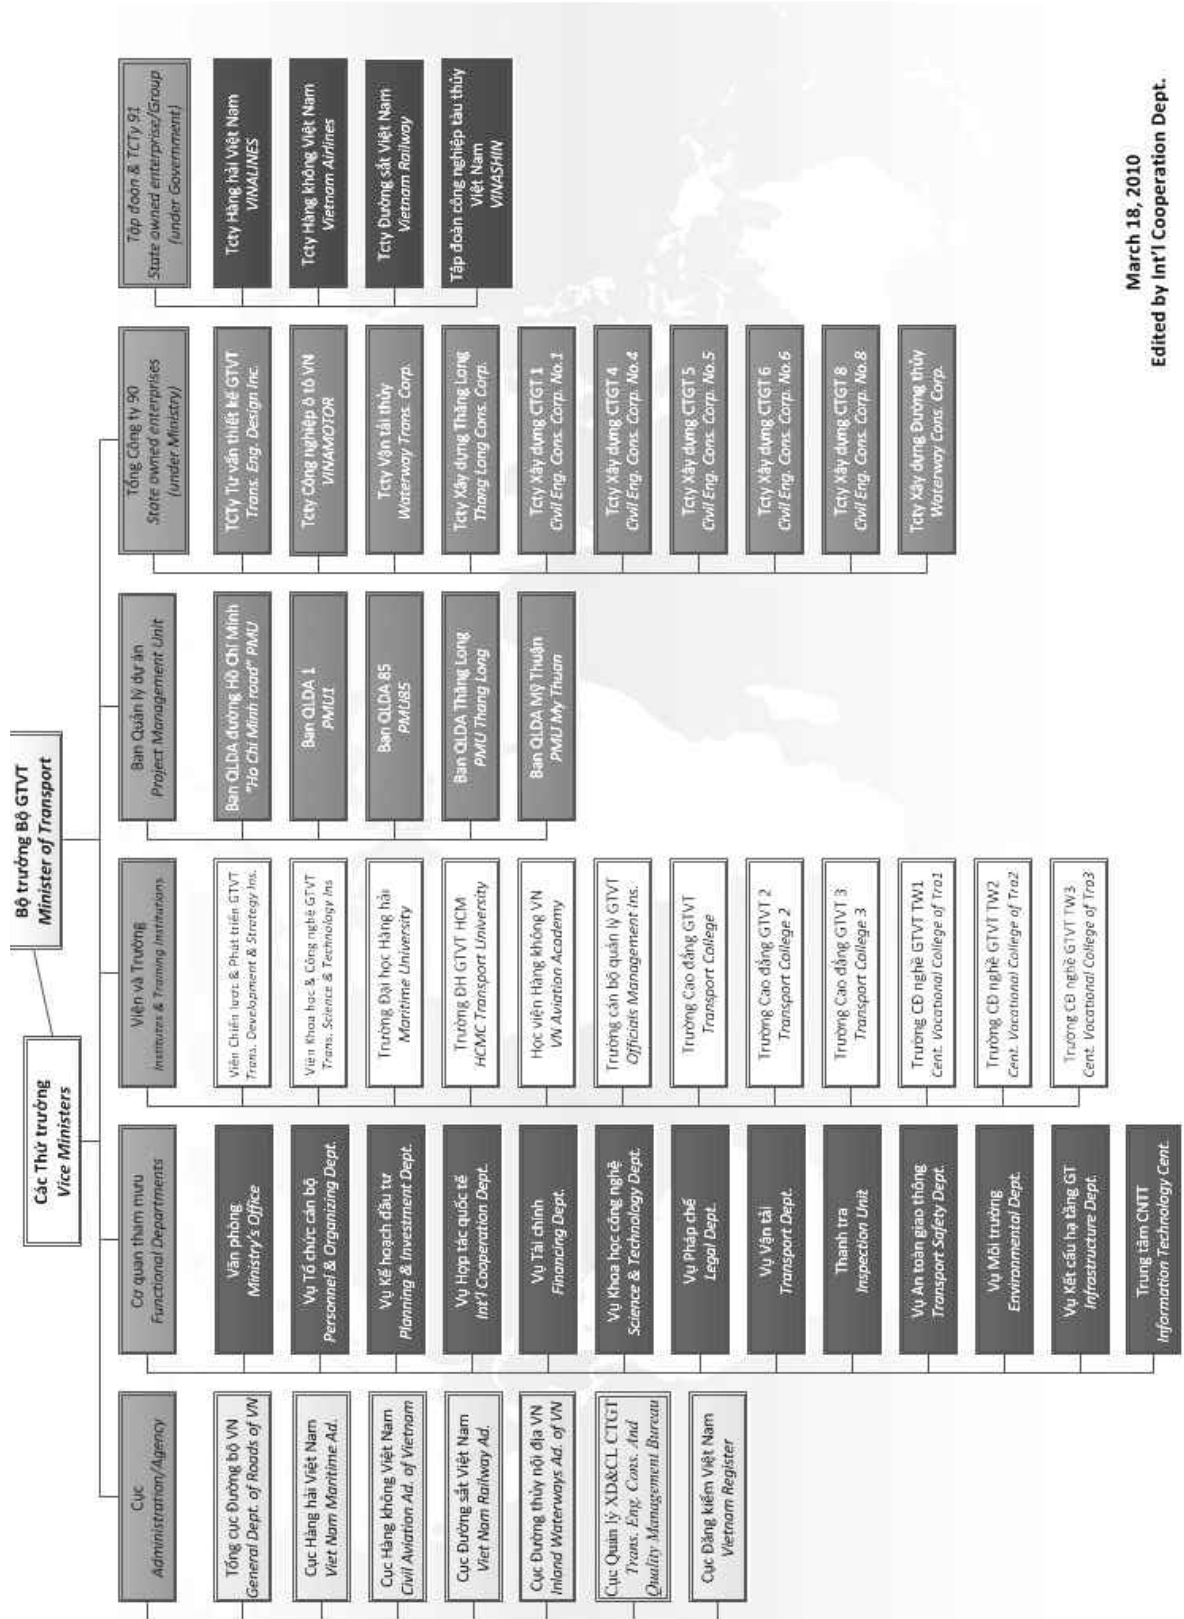 Bộ trưởng Bộ GTVT
Minister of Transport
Các Thứ trưởng
Vice Ministers
Cục
Administration/Agency
Tổng cục Đường bộ VN
General Dept. of Roads of VN
Cục Hàng hải Việt Nam
Viet Nam Maritime Ad.
Cục Hàng không Việt Nam
Civil Aviation Ad. of Vietnam
Cục Đường sắt Việt Nam
Viet Nam Railway Ad.
Cục Đường thủy nội địa VN
Inland Waterways Ad. of VN
Cục Quản lý XD&CL CTGT
Trans. Eng. Cons. And
Quality Management Bureau
Cục Đăng kiểm Việt Nam
Vietnam Register
Cơ quan tham mưu
Functional Departments
Văn phòng
Ministry's Office
Vụ Tổ chức cán bộ
Personnel & Organizing Dept.
Vụ Kế hoạch đầu tư
Planning & Investment Dept.
Vụ Hợp tác quốc tế
Int'l Cooperation Dept.
Vụ Tài chính
Financing Dept.
Vụ Khoa học công nghệ
Science & Technology Dept.
Vụ Pháp chế
Legal Dept.
Vụ Vận tải
Transport Dept.
Thanh tra
Inspection Unit
Vụ An toàn giao thông
Transport Safety Dept.
Vụ Môi trường
Environmental Dept.
Vụ Kết cấu hạ tầng GT
Infrastructure Dept.
Trung tâm CNTT
Information Technology Cent.
Viện và Trường
Institutes & Training Institutions
Viện Chiến lược & Phát triển GTVT
Trans. Development & Strategy Ins.
Viện Khoa học & Công nghệ GTVT
Trans. Science & Technology Ins
Trường Đại học Hàng hải
Maritime University
Trường ĐH GTVT HCM
HCMC Transport University
Học viện Hàng không VN
VN Aviation Academy
Trường cán bộ quản lý GTVT
Officials Management Ins.
Trường Cao đẳng GTVT
Transport College
Trường Cao đẳng GTVT 2
Transport College 2
Trường Cao đẳng GTVT 3
Transport College 3
Trường CĐ nghề GTVT TW1
Cent. Vocational College of Tra1
Trường CĐ nghề GTVT TW2
Cent. Vocational College of Tra2
Trường CĐ nghề GTVT TW3
Cent. Vocational College of Tra3
Ban Quản lý dự án
Project Management Unit
Ban QLDA đường Hồ Chí Minh
"Ho Chi Minh road" PMU
Ban QLDA 1
PMU1
Ban QLDA 85
PMU85
Ban QLDA Thăng Long
PMU Thang Long
Ban QLDA Mỹ Thuận
PMU My Thuan
Tổng Công ty 90
State owned enterprises
(under Ministry)
TCTy Tư vấn thiết kế GTVT
Trans. Eng. Design Inc.
Tcty Công nghiệp ô tô VN
VINAMOTOR
Tcty Vận tải thủy
Waterway Trans. Corp.
Tcty Xây dựng Thăng Long
Thang Long Cons. Corp.
Tcty Xây dựng CTGT 1
Civil Eng. Cons. Corp. No.1
Tcty Xây dựng CTGT 4
Civil Eng. Cons. Corp. No.4
Tcty Xây dựng CTGT 5
Civil Eng. Cons. Corp. No.5
Tcty Xây dựng CTGT 6
Civil Eng. Cons. Corp. No.6
Tcty Xây dựng CTGT 8
Civil Eng. Cons. Corp. No.8
Tcty Xây dựng Đường thủy
Waterway Cons. Corp.
Tập đoàn & TCTy 91
State owned enterprise/Group
(under Government)
Tcty Hàng hải Việt Nam
VINALINES
Tcty Hàng không Việt Nam
Vietnam Airlines
Tcty Đường sắt Việt Nam
Vietnam Railway
Tập đoàn công nghiệp tàu thủy
Việt Nam
VINASHIN
March 18, 2010
Edited by Int'l Cooperation Dept.